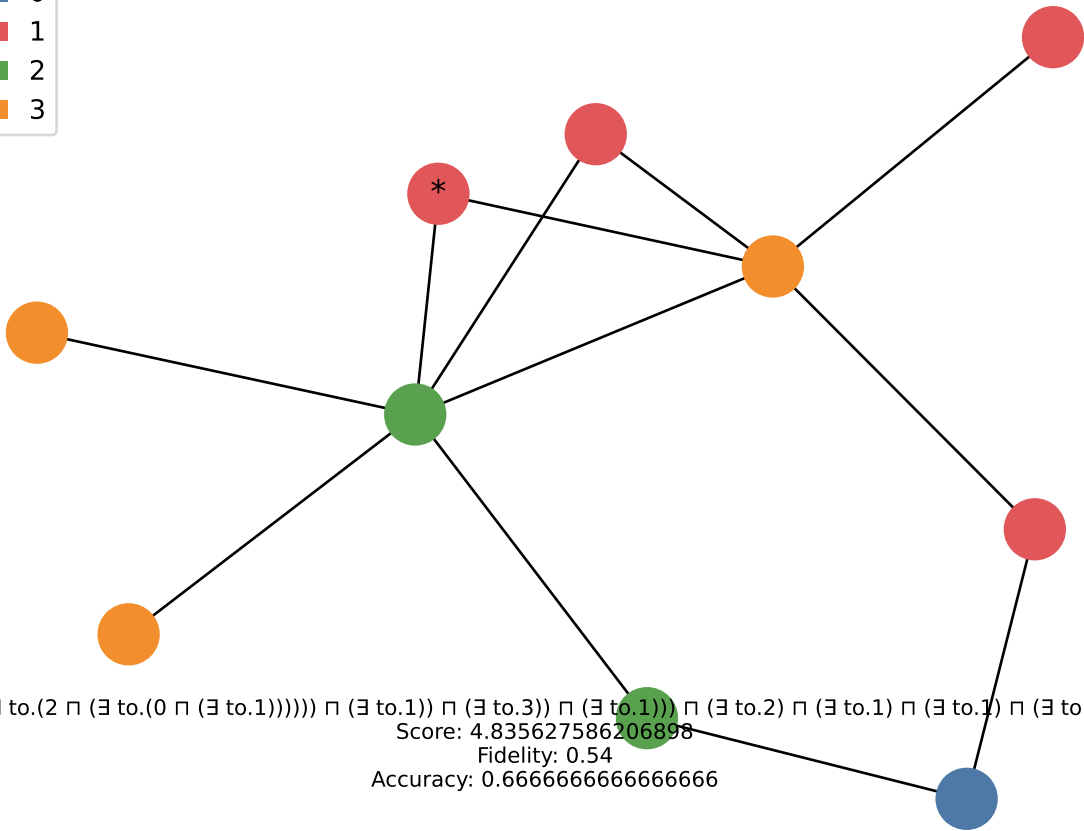 1
2
3
*
to.(2 ⊓ (∃ to.(0 ⊓ (∃ to.1)))))) ⊓ (∃ to.1)) ⊓ (∃ to.3)) ⊓ (∃ to.1))) ⊓ (∃ to.2) ⊓ (∃ to.1) ⊓ (∃ to.1) ⊓ (∃ to
Score: 4.835627586206898
Fidelity: 0.54
Accuracy: 0.6666666666666666